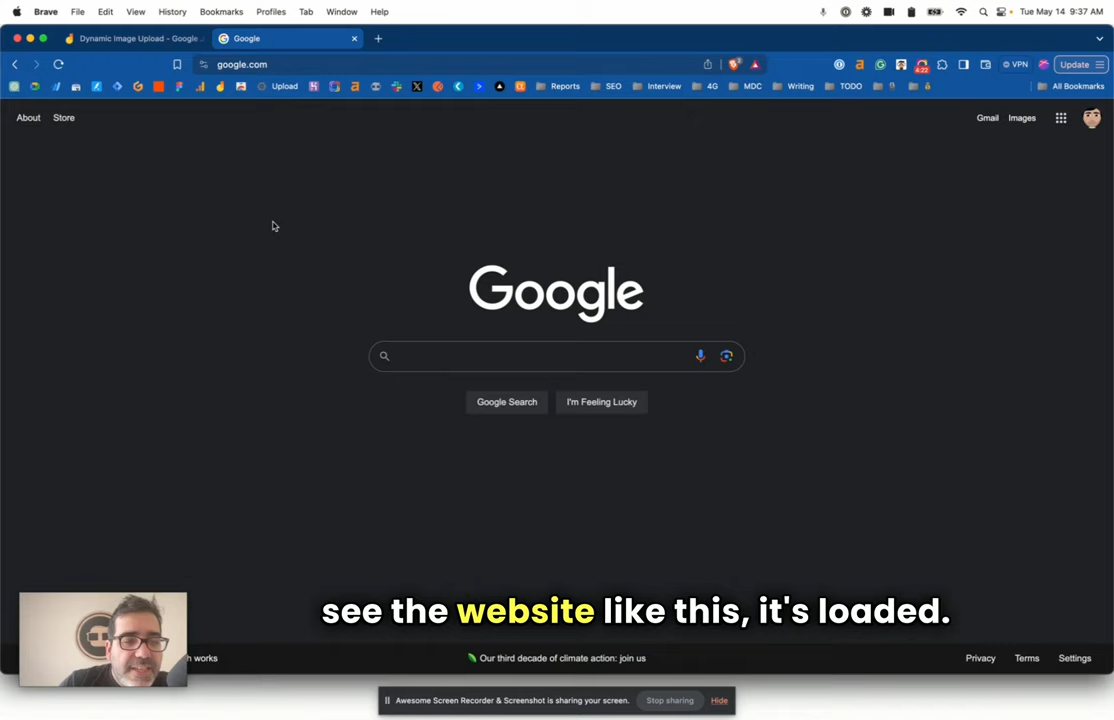 Brave File Edit View History Bookmarks Profiles Tab Window Help Tue May 14 9:37 AM
Dynamic Image Upload - Google Google
google.com VPN Update
Upload Reports SEO Interview 4G MDC Writing TODO All Bookmarks
4:22
About Store Gmail Images
Google
Google Search I'm Feeling Lucky
see the website like this, it's loaded.
h works Our third decade of climate action: join us Privacy Terms Settings
Awesome Screen Recorder & Screenshot is sharing your screen. Stop sharing Hide